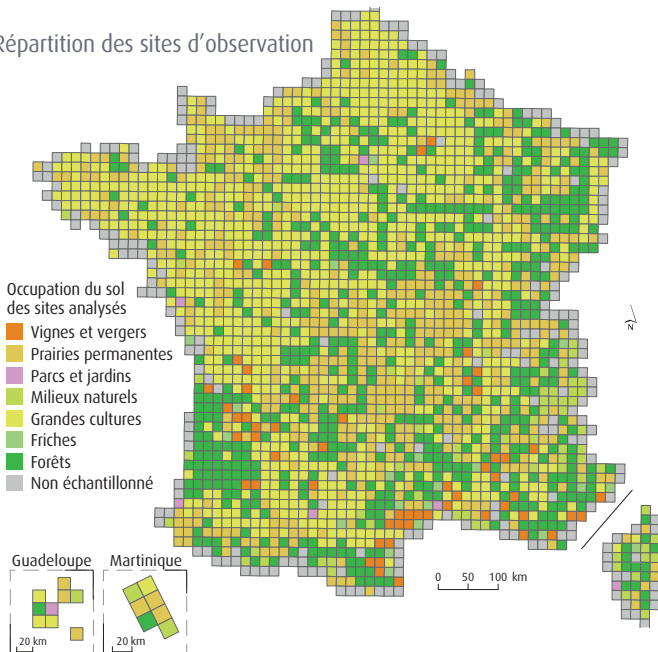 Répartition des sites d'observation
Occupation du sol
des sites analysés
Vignes et vergers
Prairies permanentes
Parcs et jardins
Milieux naturels
Grandes cultures
Friches
Forêts
Non échantillonné
N
Guadeloupe
Martinique
20 km
20 km
0 50 100 km